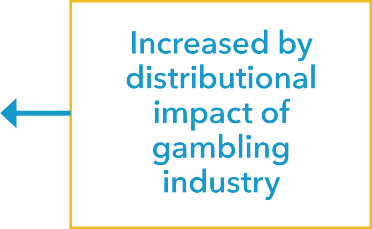 Increased by
distributional
impact of
gambling
industry